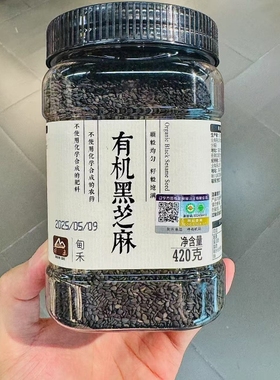 有机黑芝麻
Organic Black Sesame Seed
颗粒均匀 籽粒饱满
不使用化学合成的农药
不使用化学合成的肥料
2025/05/09
甸禾
净含量
420克